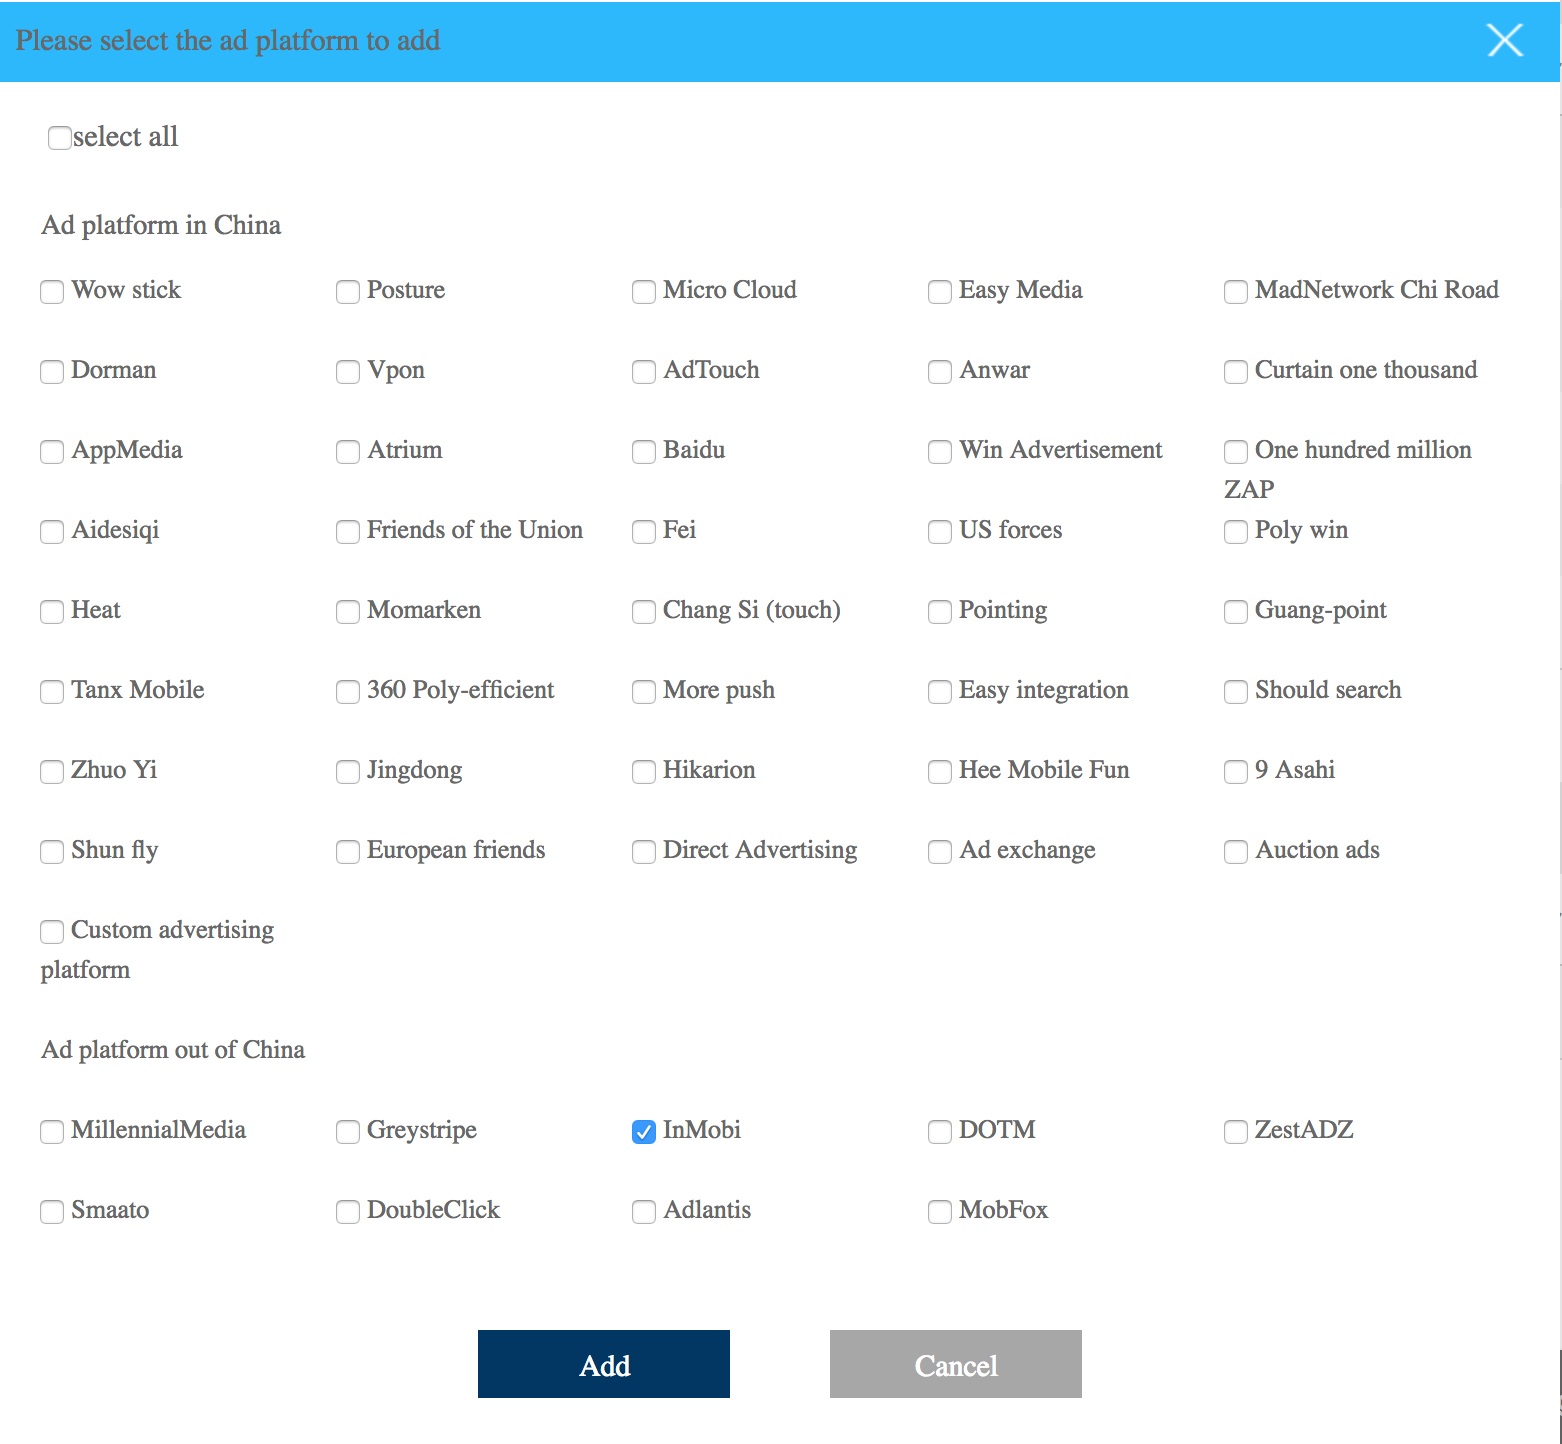 Please select the ad platform to add
select all
Ad platform in China
Wow stick Posture Micro Cloud Easy Media MadNetwork Chi Road
Dorman Vpon AdTouch Anwar Curtain one thousand
AppMedia Atrium Baidu Win Advertisement One hundred million
ZAP
Aidesiqi Friends of the Union Fei US forces Poly win
Heat Momarken Chang Si (touch) Pointing Guang-point
Tanx Mobile 360 Poly-efficient More push Easy integration Should search
Zhuo Yi Jingdong Hikarion Hee Mobile Fun 9 Asahi
Shun fly European friends Direct Advertising Ad exchange Auction ads
Custom advertising
platform
Ad platform out of China
MillennialMedia Greystripe InMobi DOTM ZestADZ
Smaato DoubleClick Adlantis MobFox
Add Cancel